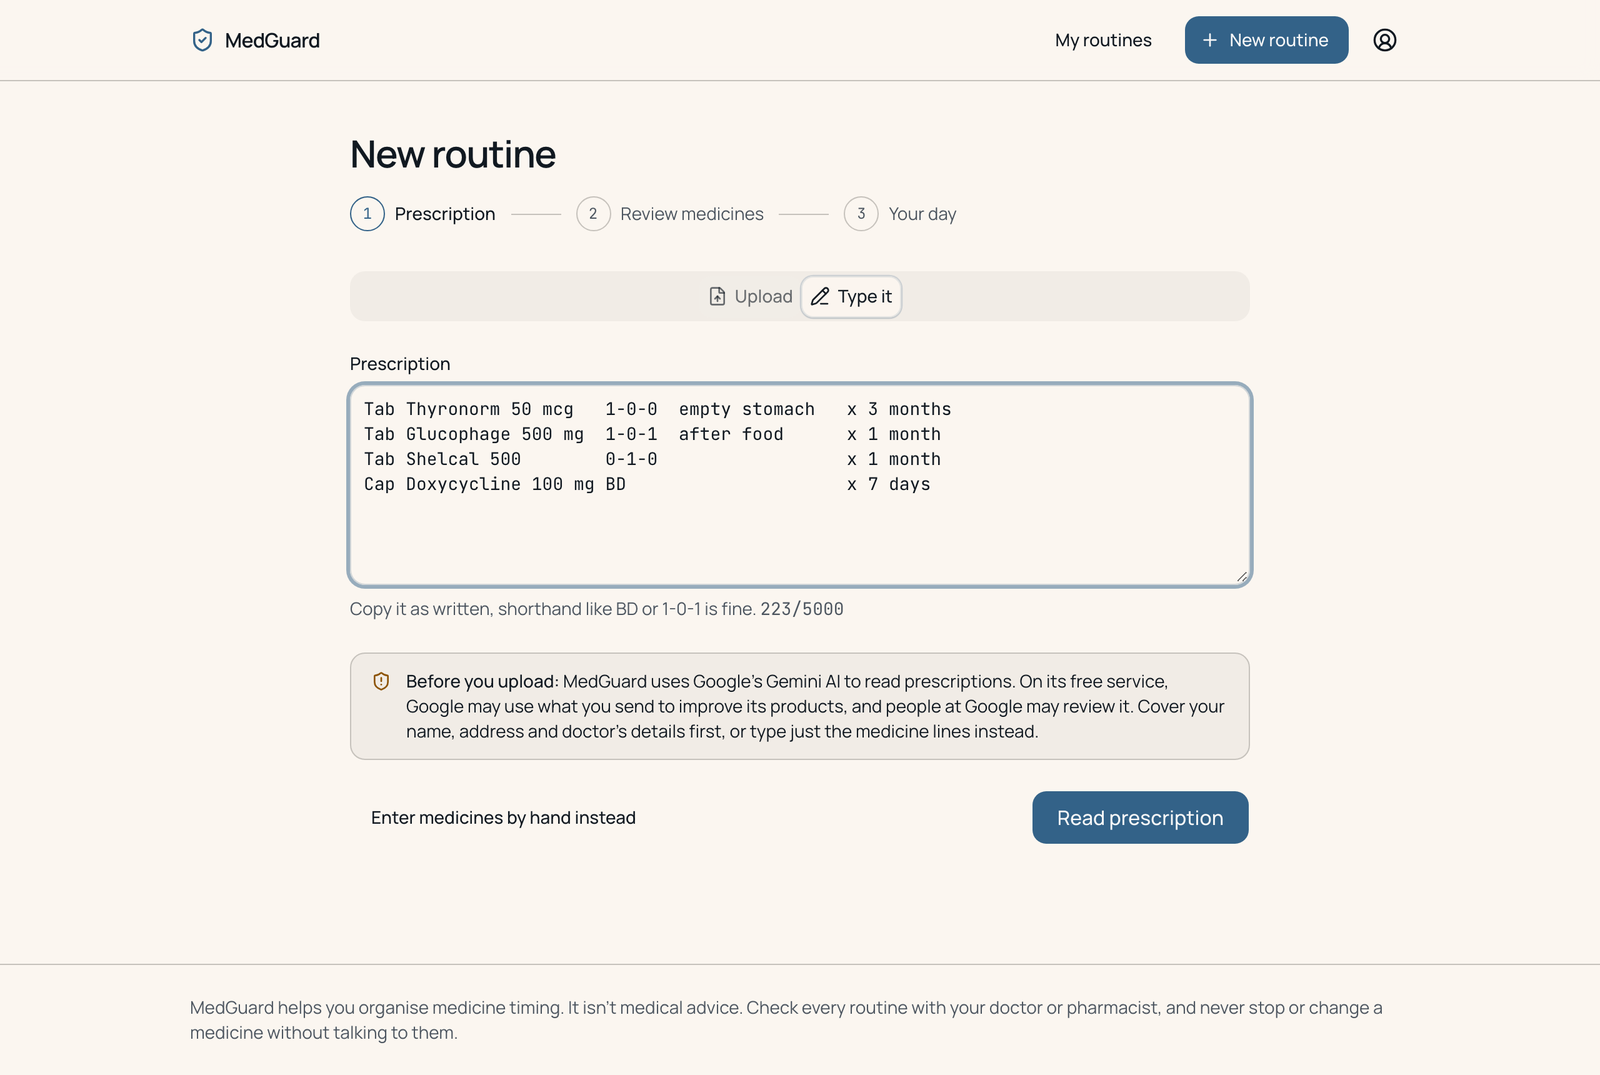 MedGuard
My routines
+ New routine
New routine
1 Prescription
2 Review medicines
3 Your day
Upload
Type it
Prescription
Tab Thyronorm 50 mcg   1-0-0  empty stomach   x 3 months
Tab Glucophage 500 mg  1-0-1  after food      x 1 month
Tab Shelcal 500        0-1-0                  x 1 month
Cap Doxycycline 100 mg BD                     x 7 days
Copy it as written, shorthand like BD or 1-0-1 is fine. 223/5000
Before you upload: MedGuard uses Google's Gemini AI to read prescriptions. On its free service,
Google may use what you send to improve its products, and people at Google may review it. Cover your
name, address and doctor's details first, or type just the medicine lines instead.
Enter medicines by hand instead
Read prescription
MedGuard helps you organise medicine timing. It isn't medical advice. Check every routine with your doctor or pharmacist, and never stop or change a
medicine without talking to them.